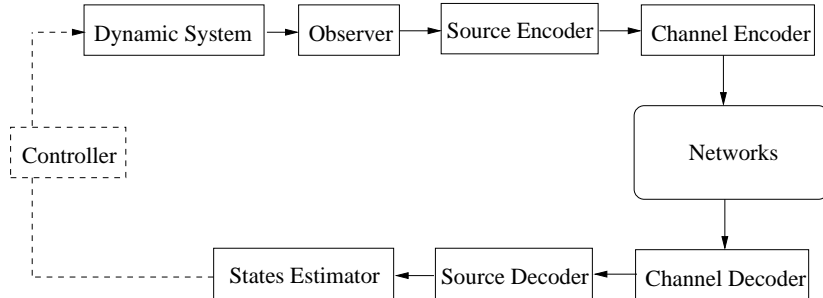 Dynamic System
Observer
Source Encoder
Channel Encoder
Controller
Networks
States Estimator
Source Decoder
Channel Decoder